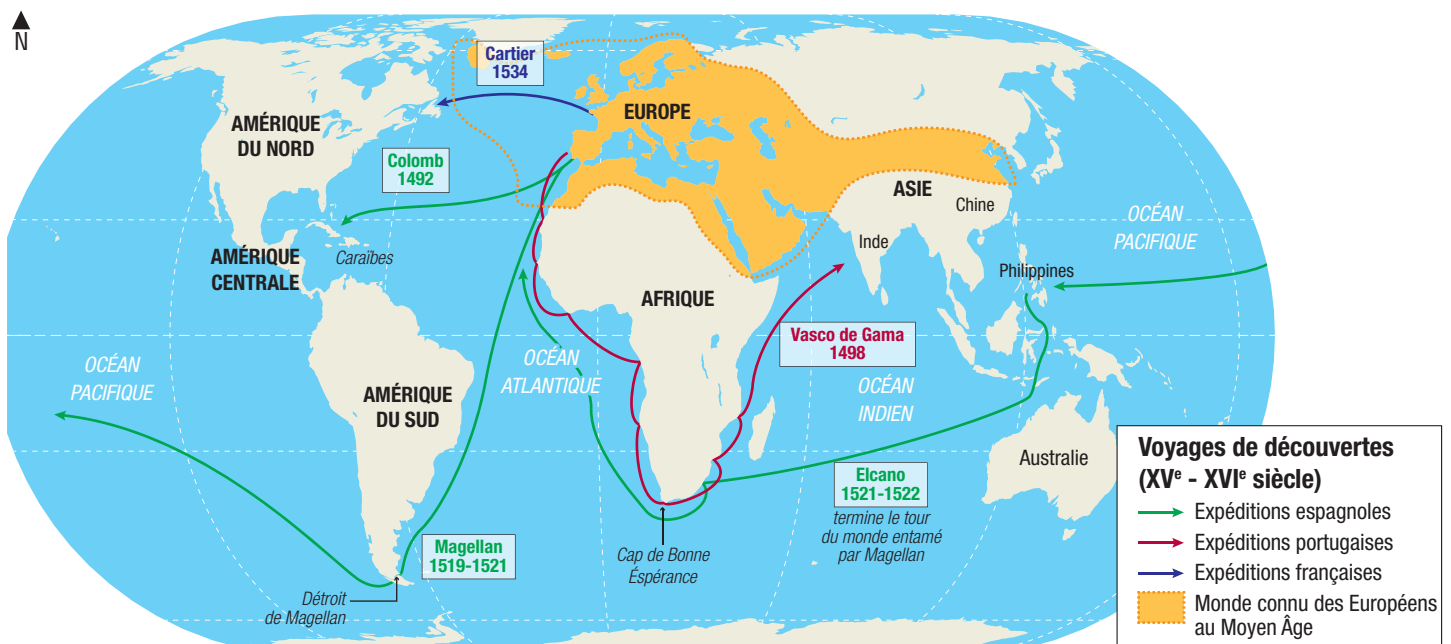 N
Cartier
1534
EUROPE
AMÉRIQUE
DU NORD
Colomb
1492
ASIE
Chine
OCÉAN
PACIFIQUE
Inde
AMÉRIQUE
CENTRALE
Caraïbes
Philippines
AFRIQUE
Vasco de Gama
1498
OCÉAN
PACIFIQUE
OCÉAN
ATLANTIQUE
AMÉRIQUE
DU SUD
OCÉAN
INDIEN
Australie
Elcano
1521-1522
termine le tour
du monde entamé
par Magellan
Magellan
1519-1521
Cap de Bonne
Éspérance
Détroit
de Magellan
Voyages de découvertes
(XVe - XVIe siècle)
Expéditions espagnoles
Expéditions portugaises
Expéditions françaises
Monde connu des Européens
au Moyen Âge